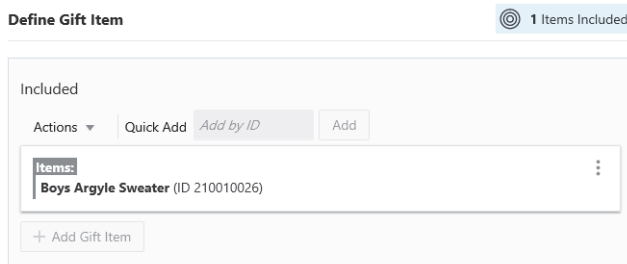 Define Gift Item
1 Items Included
Included
Actions Quick Add Add by ID Add
Items:
Boys Argyle Sweater (ID 210010026)
+ Add Gift Item